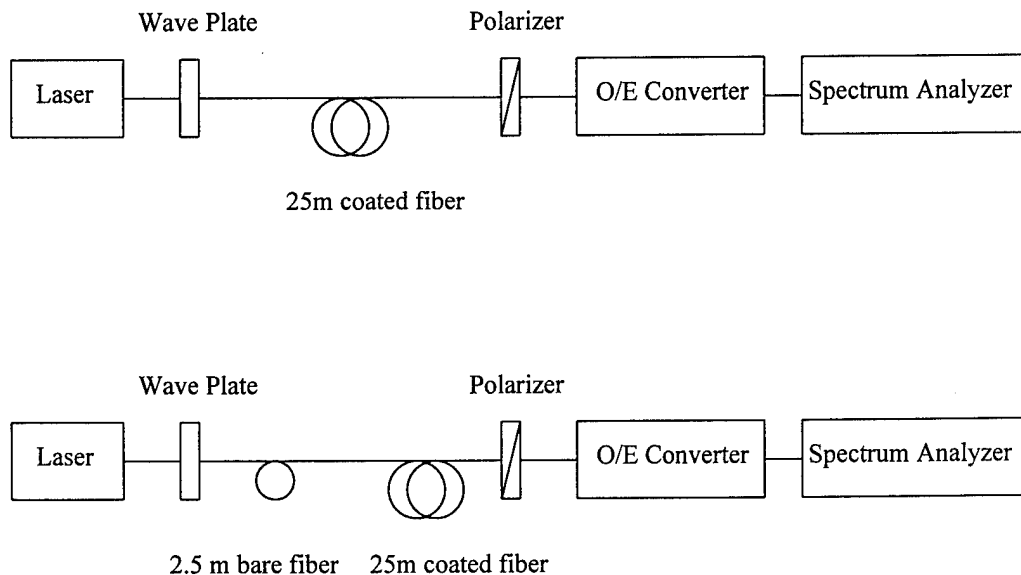 Wave Plate
Polarizer
Laser
O/E Converter
Spectrum Analyzer
25m coated fiber
Wave Plate
Polarizer
Laser
O/E Converter
Spectrum Analyzer
2.5 m bare fiber
25m coated fiber